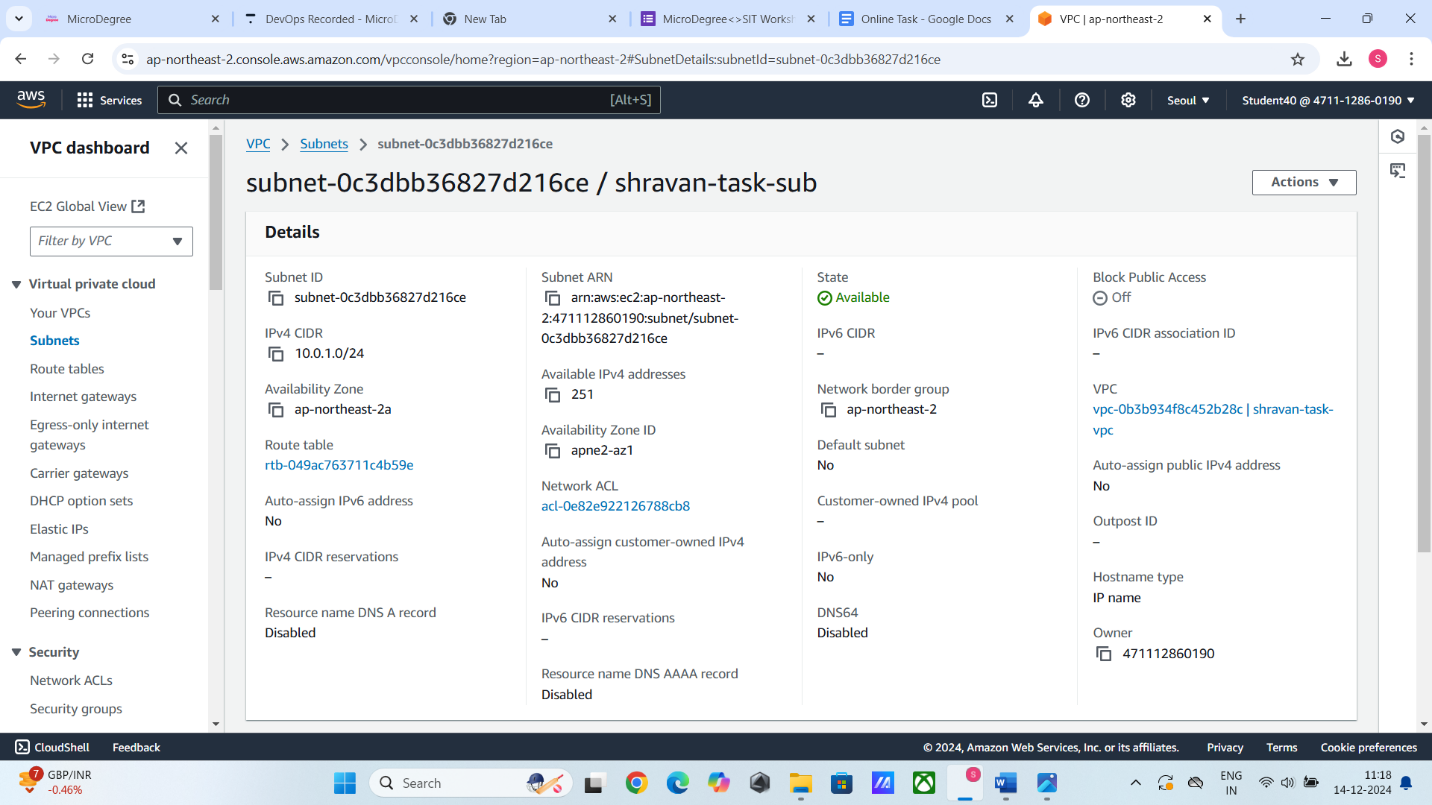 MicroDegree
DevOps Recorded - MicroD
New Tab
MicroDegree<>SIT Worksh
Online Task - Google Docs
VPC | ap-northeast-2
ap-northeast-2.console.aws.amazon.com/vpcconsole/home?region=ap-northeast-2#SubnetDetails:subnetId=subnet-0c3dbb36827d216ce
S
aws
Services
Search
[Alt+S]
Seoul
Student40 @ 4711-1286-0190
VPC dashboard
EC2 Global View
Filter by VPC
Virtual private cloud
Your VPCs
Subnets
Route tables
Internet gateways
Egress-only internet
gateways
Carrier gateways
DHCP option sets
Elastic IPs
Managed prefix lists
NAT gateways
Peering connections
Security
Network ACLs
Security groups
VPC
Subnets
subnet-0c3dbb36827d216ce
subnet-0c3dbb36827d216ce / shravan-task-sub
Actions
Details
Subnet ID
subnet-0c3dbb36827d216ce
IPv4 CIDR
10.0.1.0/24
Availability Zone
ap-northeast-2a
Route table
rtb-049ac763711c4b59e
Auto-assign IPv6 address
No
IPv4 CIDR reservations
–
Resource name DNS A record
Disabled
Subnet ARN
arn:aws:ec2:ap-northeast-
2:471112860190:subnet/subnet-
0c3dbb36827d216ce
Available IPv4 addresses
251
Availability Zone ID
apne2-az1
Network ACL
acl-0e82e922126788cb8
Auto-assign customer-owned IPv4
address
No
IPv6 CIDR reservations
–
Resource name DNS AAAA record
Disabled
State
Available
IPv6 CIDR
–
Network border group
ap-northeast-2
Default subnet
No
Customer-owned IPv4 pool
–
IPv6-only
No
DNS64
Disabled
Block Public Access
Off
IPv6 CIDR association ID
–
VPC
vpc-0b3b934f8c452b28c | shravan-task-
vpc
Auto-assign public IPv4 address
No
Outpost ID
–
Hostname type
IP name
Owner
471112860190
CloudShell
Feedback
© 2024, Amazon Web Services, Inc. or its affiliates.
Privacy
Terms
Cookie preferences
7
GBP/INR
-0.46%
Search
S
ENG
IN
11:18
14-12-2024